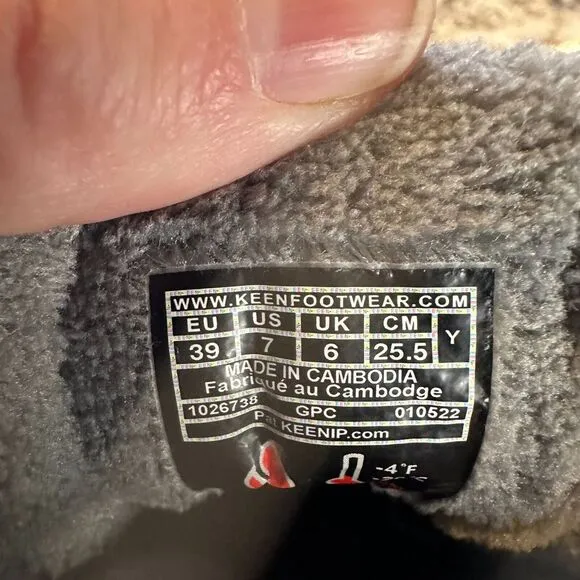 WWW.KEENFOOTWEAR.COM
EU US UK CM Y
39 7 6 25.5
MADE IN CAMBODIA
Fabriqué au Cambodge
1026738 GPC 010522
Pat KEENIP.com
-4°F